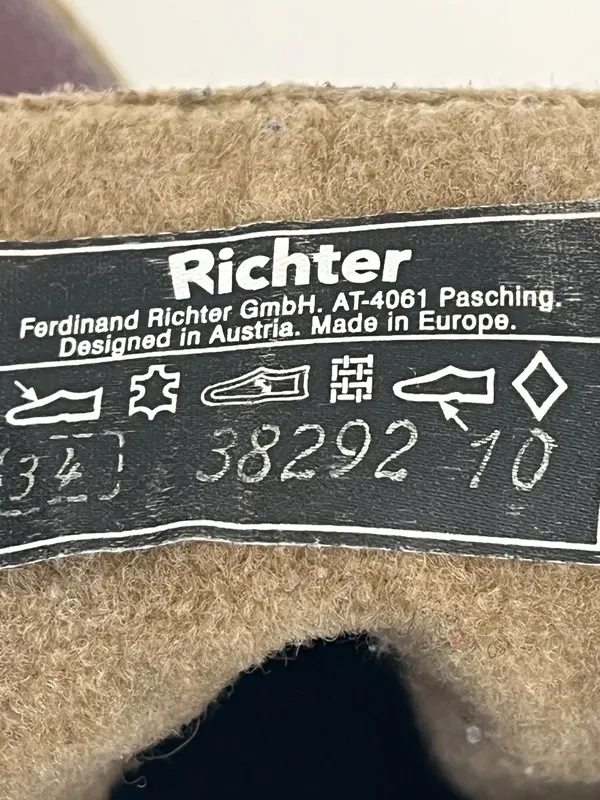 Richter
Ferdinand Richter GmbH. AT-4061 Pasching.
Designed in Austria. Made in Europe.
34 38292 10